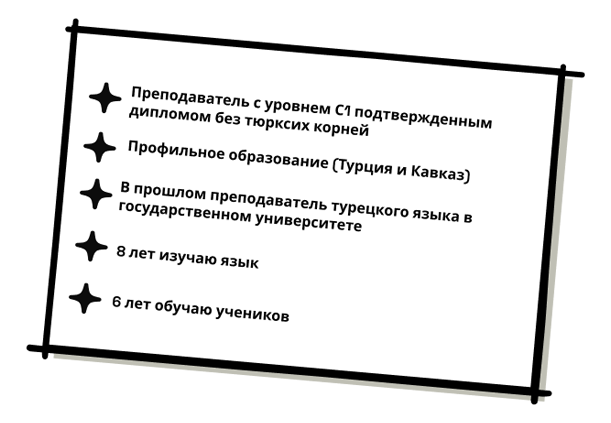 Преподаватель с уровнем С1 подтвержденным
дипломом без тюрксих корней
Профильное образование (Турция и Кавказ)
В прошлом преподаватель турецкого языка в
государственном университете
8 лет изучаю язык
6 лет обучаю учеников